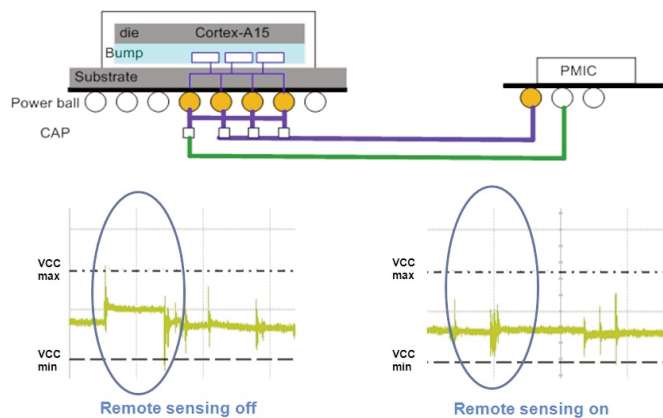 die Cortex-A15
Bump
Substrate
PMIC
Power ball
CAP
VCC
max
VCC
min
VCC
max
VCC
min
Remote sensing off
Remote sensing on